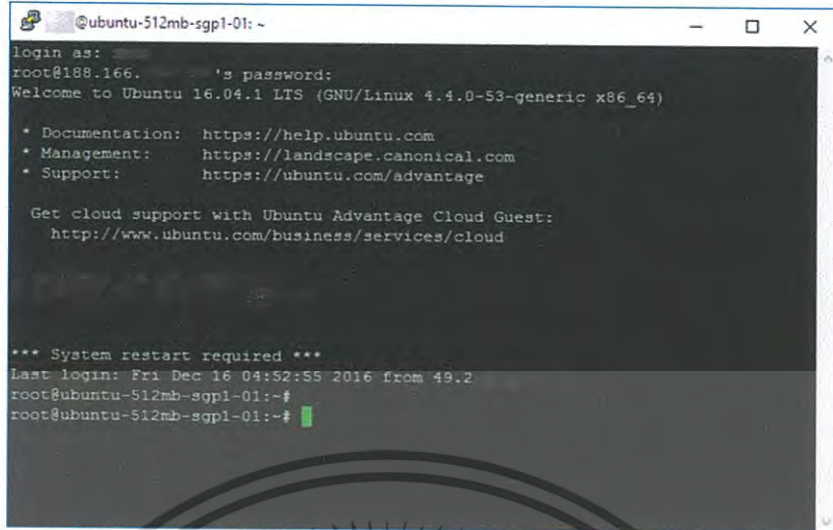 @ubuntu-512mb-sgp1-01: ~
login as:
root@188.166. 's password:
Welcome to Ubuntu 16.04.1 LTS (GNU/Linux 4.4.0-53-generic x86_64)
* Documentation: https://help.ubuntu.com
* Management: https://landscape.canonical.com
* Support: https://ubuntu.com/advantage
Get cloud support with Ubuntu Advantage Cloud Guest:
http://www.ubuntu.com/business/services/cloud
*** System restart required ***
Last login: Fri Dec 16 04:52:55 2016 from 49.2
root@ubuntu-512mb-sgp1-01:~#
root@ubuntu-512mb-sgp1-01:~#